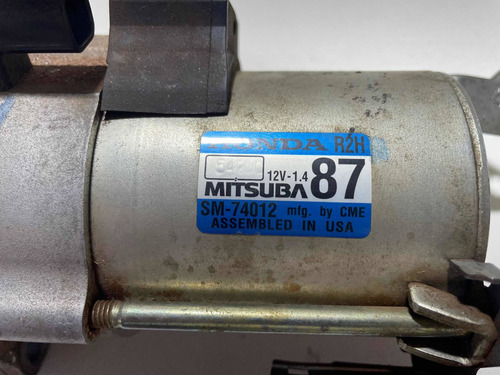 HONDA R2H
12V-1.4
MITSUBA 87
SM-74012 mfg. by CME
ASSEMBLED IN USA